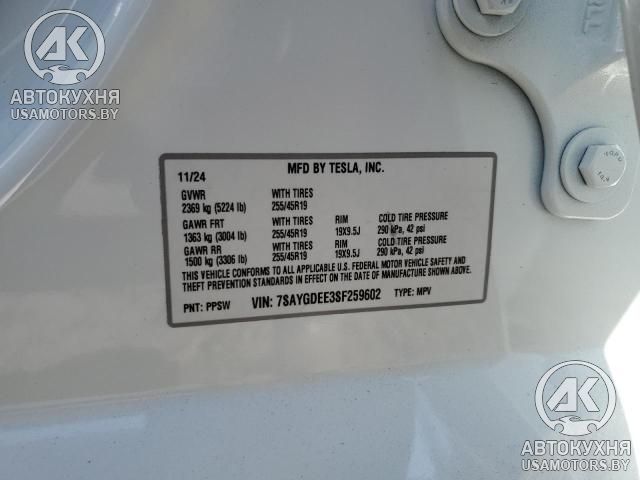 AK
АВТОКУХНЯ
USAMOTORS.BY
11/24 MFD BY TESLA, INC.
GVWR WITH TIRES
2369 kg (5224 lb) 255/45R19
GAWR FRT WITH TIRES RIM COLD TIRE PRESSURE
1363 kg (3004 lb) 255/45R19 19X9.5J 290 kPa, 42 psi
GAWR RR WITH TIRES RIM COLD TIRE PRESSURE
1500 kg (3306 lb) 255/45R19 19X9.5J 290 kPa, 42 psi
THIS VEHICLE CONFORMS TO ALL APPLICABLE U.S. FEDERAL MOTOR VEHICLE SAFETY AND
THEFT PREVENTION STANDARDS IN EFFECT ON THE DATE OF MANUFACTURE SHOWN ABOVE.
PNT: PPSW VIN: 7SAYGDEE3SF259602 TYPE: MPV
AK
АВТОКУХНЯ
USAMOTORS.BY